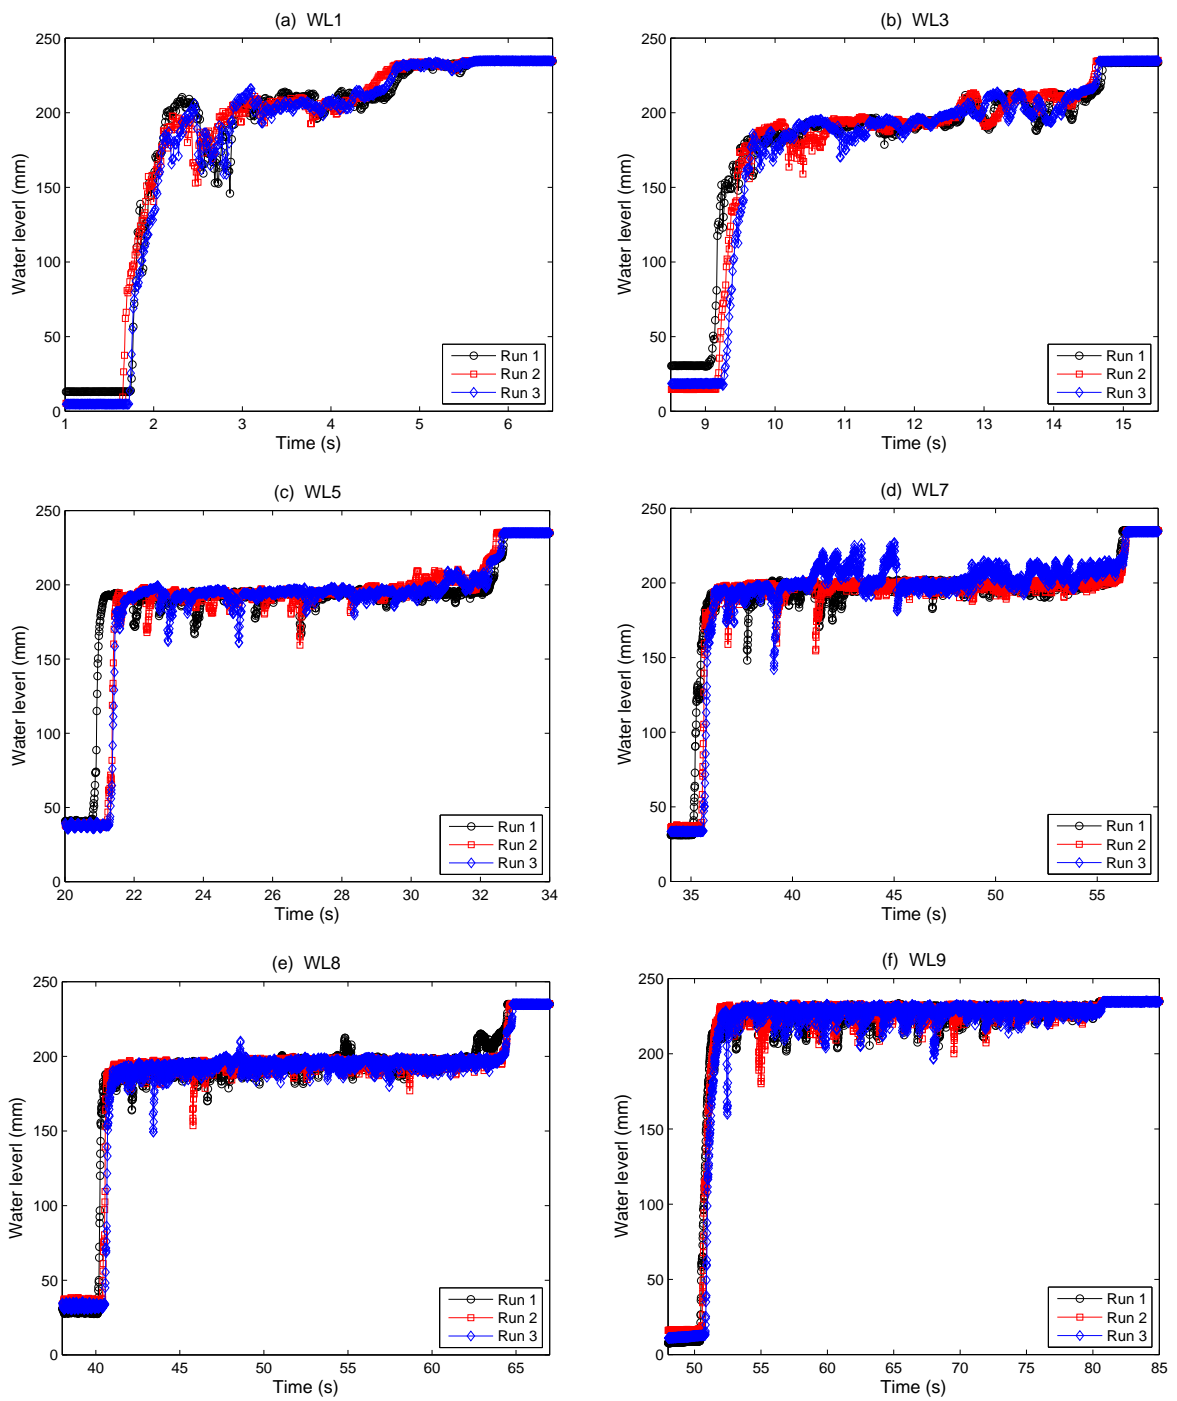 (a)  WL1
250
200
150
100
50
0
Water leverl (mm)
1 2 3 4 5 6
Time (s)
Run 1
Run 2
Run 3
(b)  WL3
250
200
150
100
50
0
Water leverl (mm)
9 10 11 12 13 14 15
Time (s)
Run 1
Run 2
Run 3
(c)  WL5
250
200
150
100
50
0
Water leverl (mm)
20 22 24 26 28 30 32 34
Time (s)
Run 1
Run 2
Run 3
(d)  WL7
250
200
150
100
50
0
Water leverl (mm)
35 40 45 50 55
Time (s)
Run 1
Run 2
Run 3
(e)  WL8
250
200
150
100
50
0
Water leverl (mm)
40 45 50 55 60 65
Time (s)
Run 1
Run 2
Run 3
(f)  WL9
250
200
150
100
50
0
Water leverl (mm)
50 55 60 65 70 75 80 85
Time (s)
Run 1
Run 2
Run 3